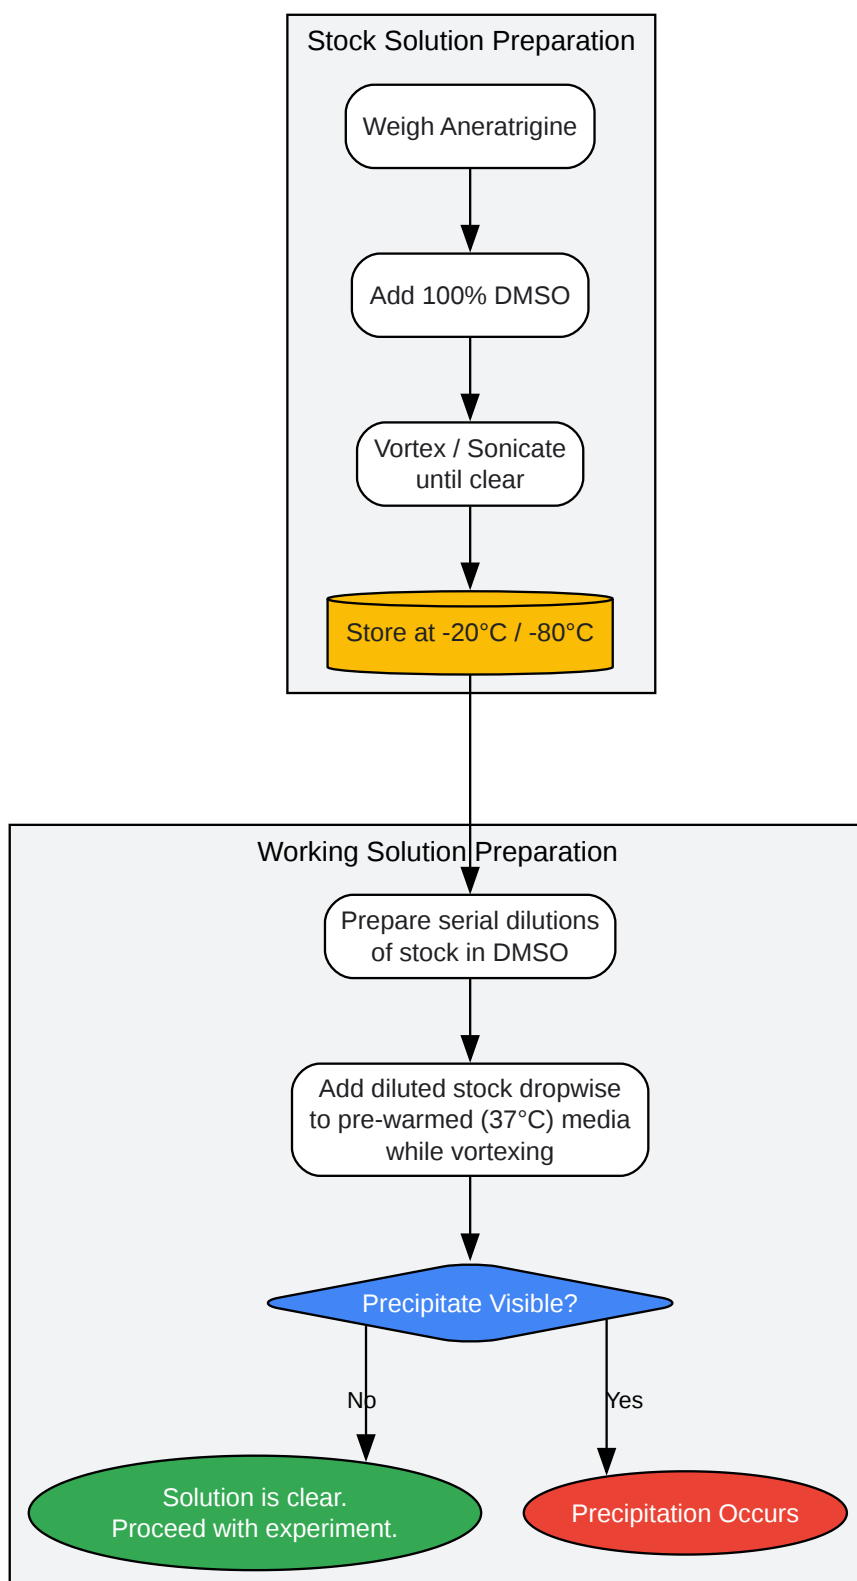 Stock Solution Preparation
Weigh Aneratrigine
Add 100% DMSO
Vortex / Sonicate
until clear
Store at -20°C / -80°C
Working Solution Preparation
Prepare serial dilutions
of stock in DMSO
Add diluted stock dropwise
to pre-warmed (37°C) media
while vortexing
Precipitate Visible?
No
Yes
Solution is clear.
Proceed with experiment.
Precipitation Occurs